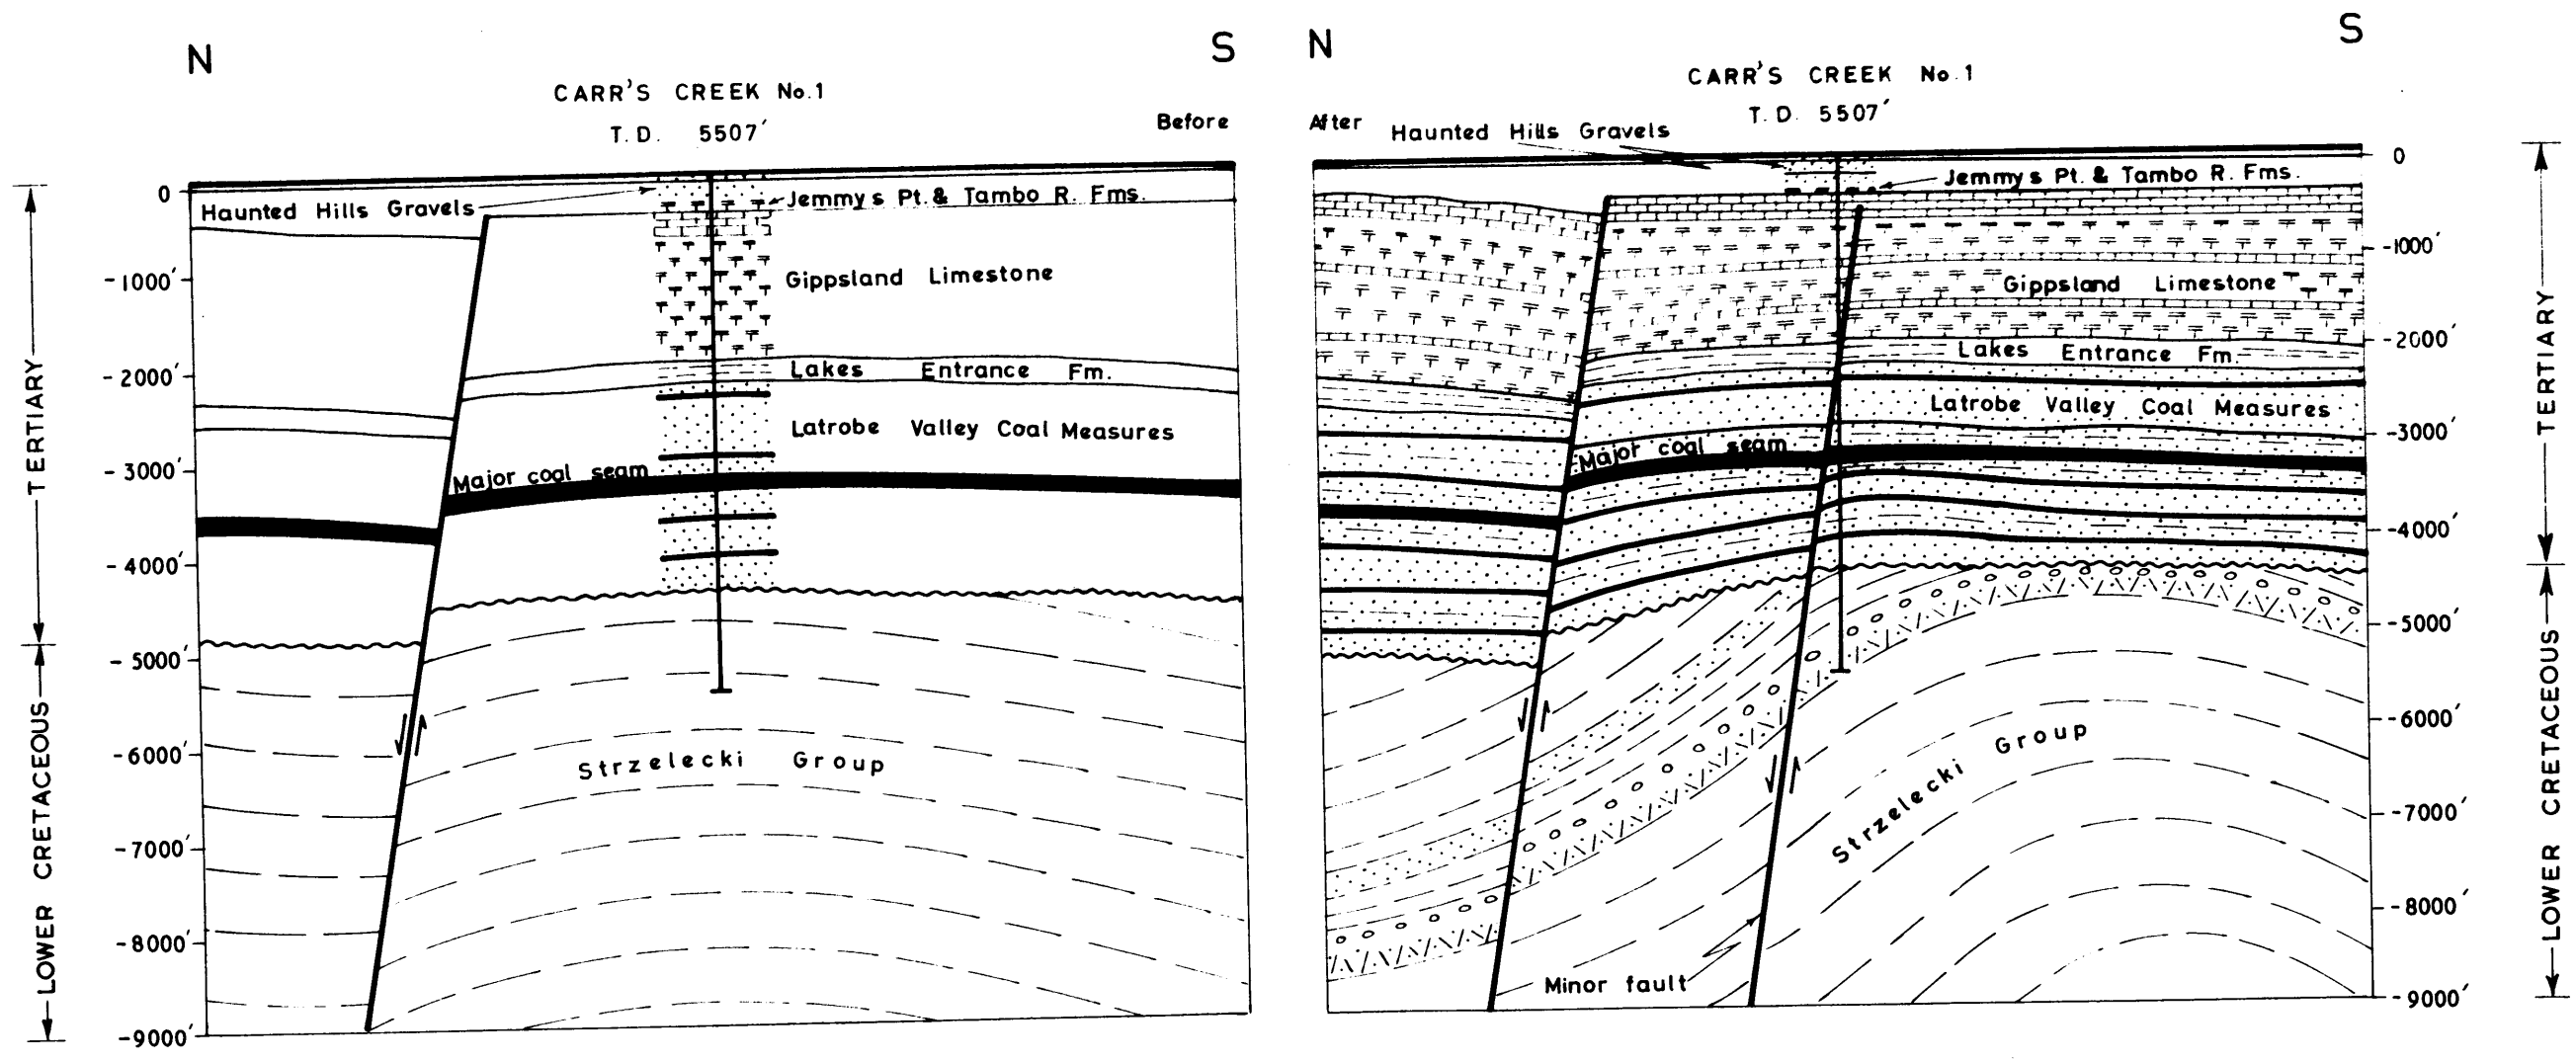 N
S
CARR'S CREEK No.1
T.D. 5507'
Before
0
-1000'
-2000'
-3000'
-4000'
-5000'
-6000'
-7000'
-8000'
-9000'
TERTIARY
LOWER CRETACEOUS
Haunted Hills Gravels
Jemmys Pt. & Tambo R. Fms.
Gippsland Limestone
Lakes Entrance Fm.
Latrobe Valley Coal Measures
Major coal seam
Strzelecki Group
N
S
CARR'S CREEK No.1
T.D. 5507'
After
Haunted Hills Gravels
Jemmys Pt. & Tambo R. Fms.
Gippsland Limestone
Lakes Entrance Fm.
Latrobe Valley Coal Measures
Major coal seam
Strzelecki Group
Minor fault
0
-1000'
-2000'
-3000'
-4000'
-5000'
-6000'
-7000'
-8000'
-9000'
TERTIARY
LOWER CRETACEOUS